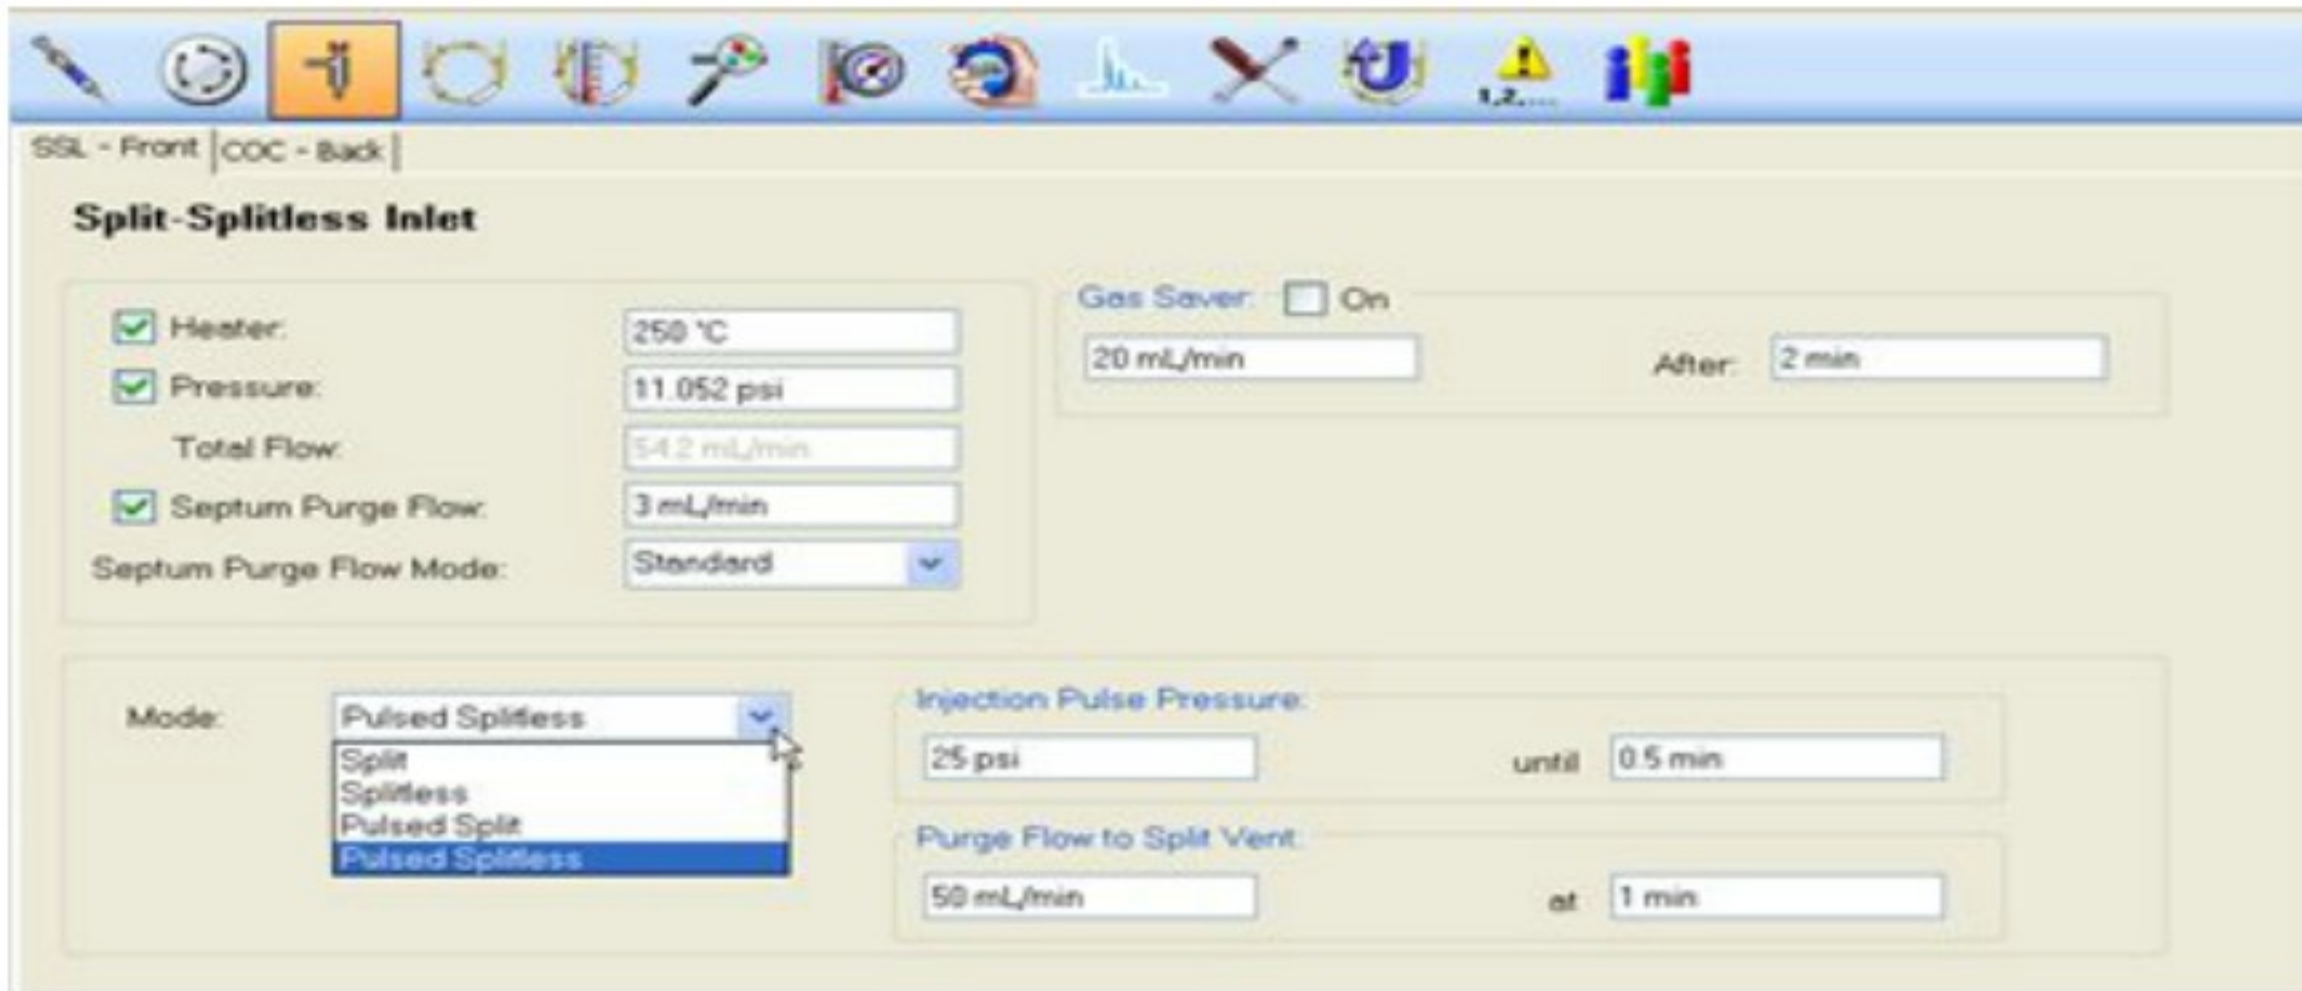 1,2,...
SSL - Front COC - Back
Split-Splitless Inlet
Heater: 250 °C
Pressure: 11.052 psi
Total Flow: 54.2 mL/min
Septum Purge Flow: 3 mL/min
Septum Purge Flow Mode: Standard
Gas Saver: On
20 mL/min After: 2 min
Mode: Pulsed Splitless
Split
Splitless
Pulsed Split
Pulsed Splitless
Injection Pulse Pressure:
25 psi until 0.5 min
Purge Flow to Split Vent:
50 mL/min at 1 min